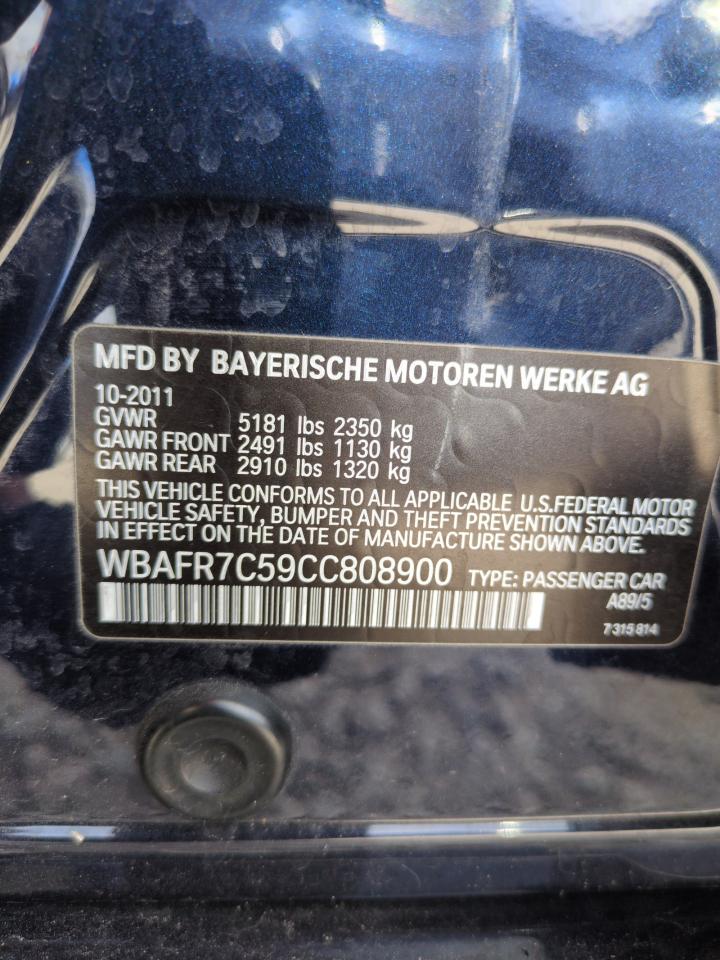 MFD BY BAYERISCHE MOTOREN WERKE AG
10-2011
GVWR 5181 lbs 2350 kg
GAWR FRONT 2491 lbs 1130 kg
GAWR REAR 2910 lbs 1320 kg
THIS VEHICLE CONFORMS TO ALL APPLICABLE U.S.FEDERAL MOTOR
VEHICLE SAFETY, BUMPER AND THEFT PREVENTION STANDARDS
IN EFFECT ON THE DATE OF MANUFACTURE SHOWN ABOVE.
WBAFR7C59CC808900 TYPE: PASSENGER CAR
A89/5
7 315 814